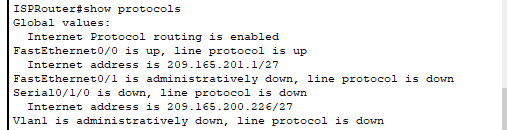 ISPRouter#show protocols
Global values:
  Internet Protocol routing is enabled
FastEthernet0/0 is up, line protocol is up
  Internet address is 209.165.201.1/27
FastEthernet0/1 is administratively down, line protocol is down
Serial0/1/0 is down, line protocol is down
  Internet address is 209.165.200.226/27
Vlan1 is administratively down, line protocol is down